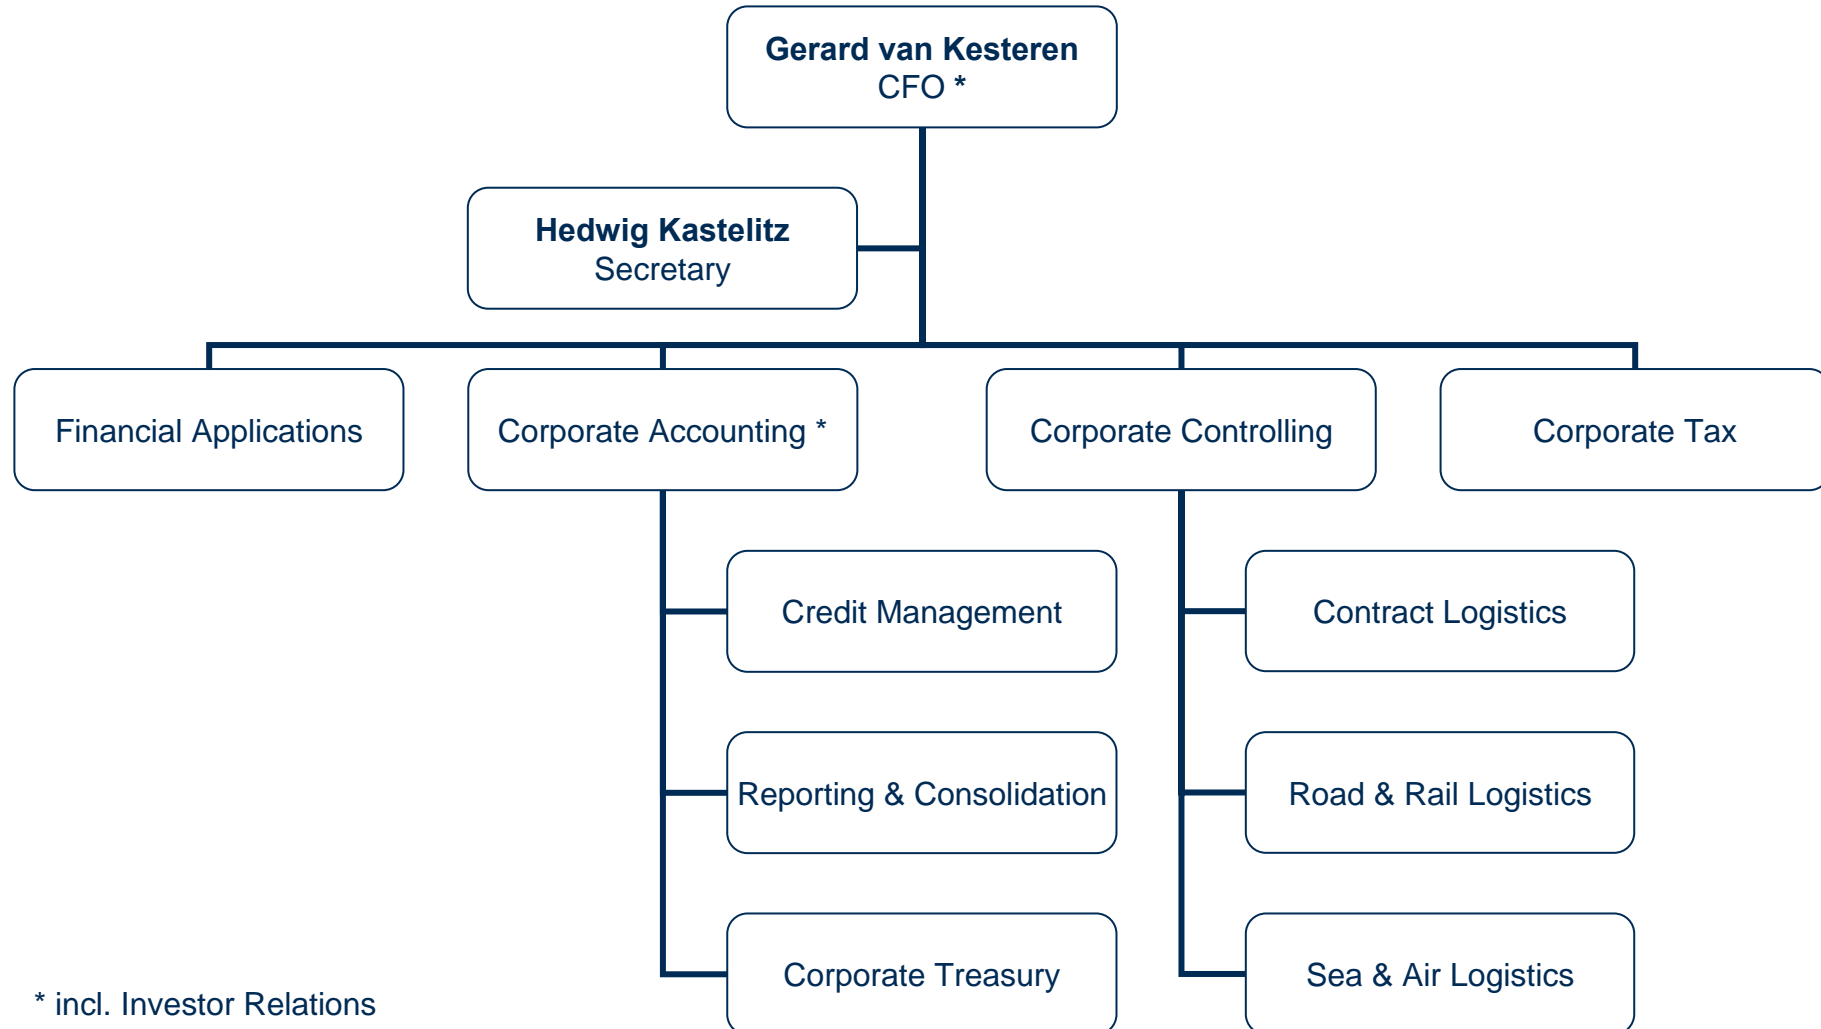 Gerard van Kesteren
CFO *
Hedwig Kastelitz
Secretary
Financial Applications
Corporate Accounting *
Corporate Controlling
Corporate Tax
Credit Management
Contract Logistics
Reporting & Consolidation
Road & Rail Logistics
Corporate Treasury
Sea & Air Logistics
* incl. Investor Relations